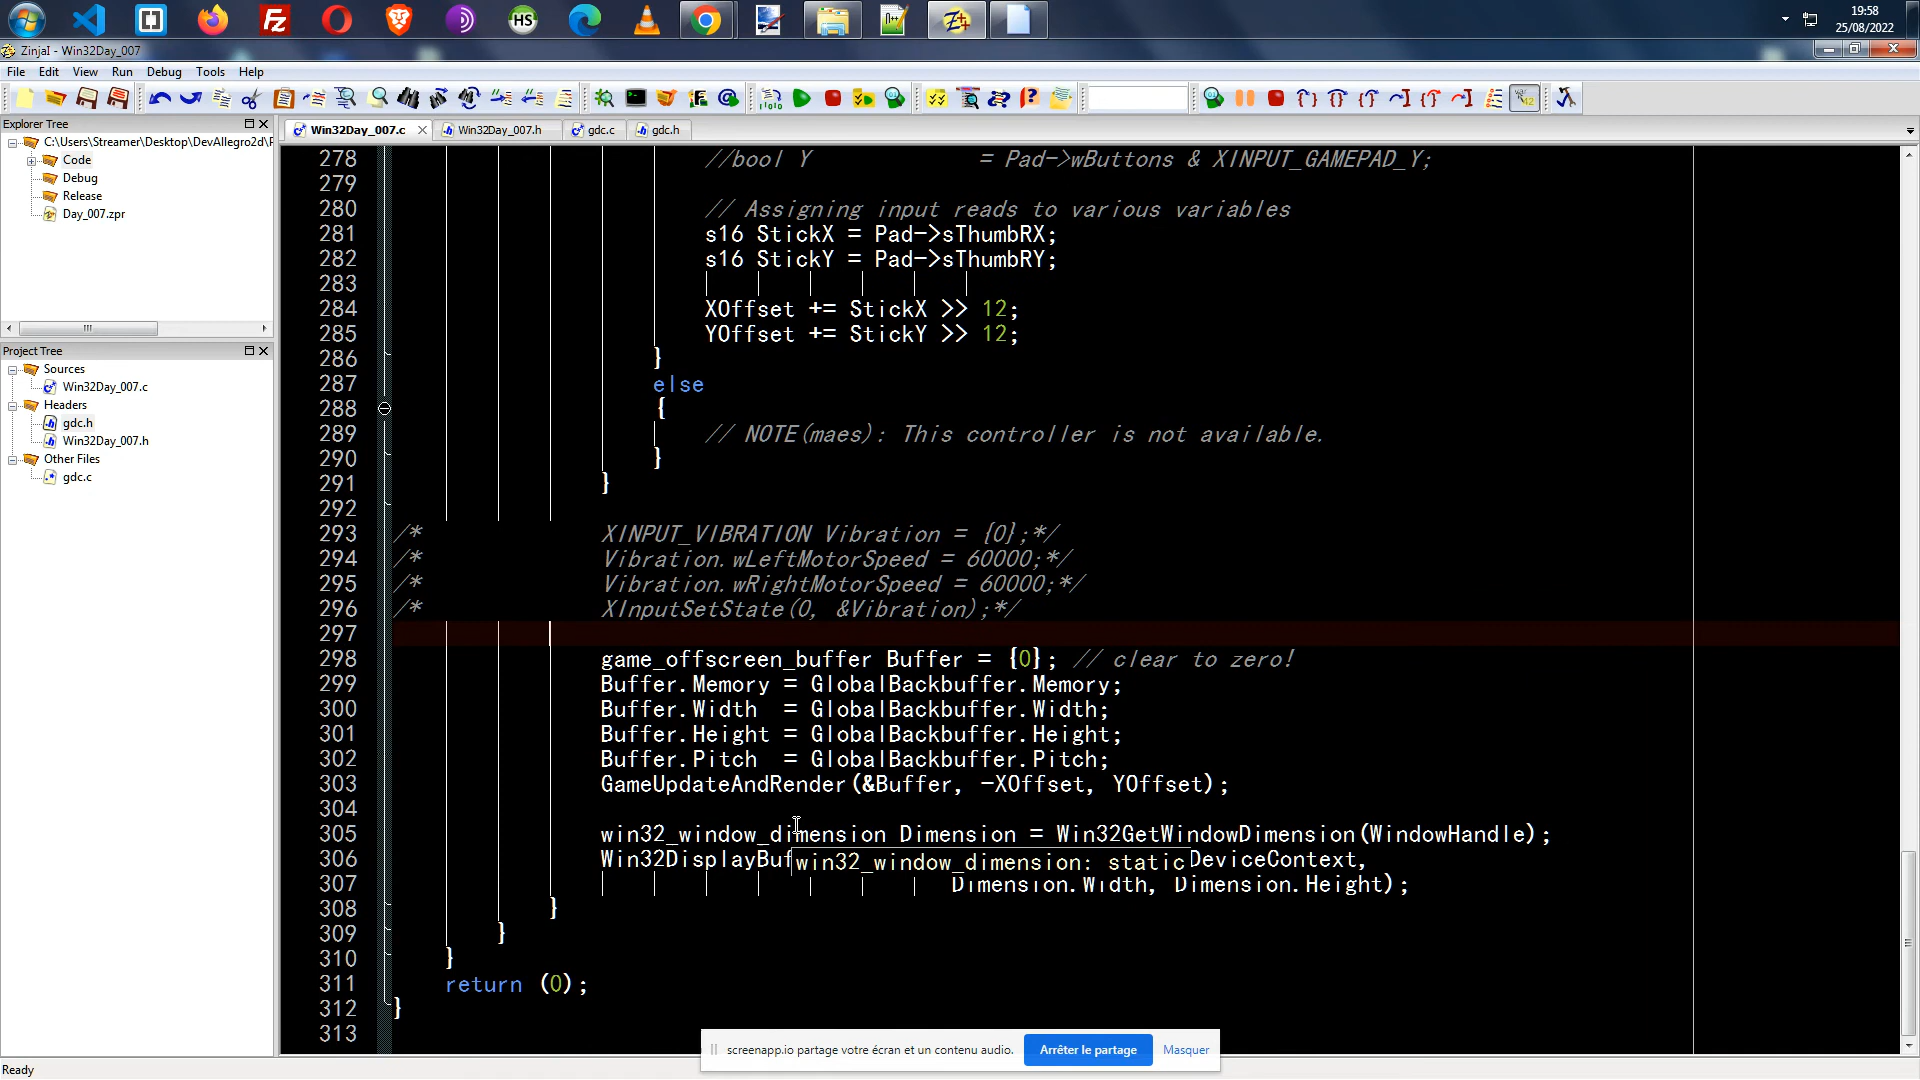 19:58
25/08/2022
ZinjaI - Win32Day_007
File Edit View Run Debug Tools Help
Explorer Tree
C:\Users\Streamer\Desktop\DevAllegro2d\F
Code
Debug
Release
Day_007.zpr
Project Tree
Sources
Win32Day_007.c
Headers
gdc.h
Win32Day_007.h
Other Files
gdc.c
Win32Day_007.c Win32Day_007.h gdc.c gdc.h
278 //bool Y = Pad->wButtons & XINPUT_GAMEPAD_Y;
279
280 // Assigning input reads to various variables
281 s16 StickX = Pad->sThumbRX;
282 s16 StickY = Pad->sThumbRY;
283
284 XOffset += StickX >> 12;
285 YOffset += StickY >> 12;
286 }
287 else
288 {
289 // NOTE(maes): This controller is not available.
290 }
291 }
292
293 /* XINPUT_VIBRATION Vibration = {0};*/
294 /* Vibration.wLeftMotorSpeed = 60000;*/
295 /* Vibration.wRightMotorSpeed = 60000;*/
296 /* XInputSetState(0, &Vibration);*/
297
298 game_offscreen_buffer Buffer = {0}; // clear to zero!
299 Buffer.Memory = GlobalBackbuffer.Memory;
300 Buffer.Width = GlobalBackbuffer.Width;
301 Buffer.Height = GlobalBackbuffer.Height;
302 Buffer.Pitch = GlobalBackbuffer.Pitch;
303 GameUpdateAndRender(&Buffer, -XOffset, YOffset);
304
305 win32_window_dimension Dimension = Win32GetWindowDimension(WindowHandle);
306 Win32DisplayBuf win32_window_dimension: static DeviceContext,
307 Dimension.Width, Dimension.Height);
308 }
309 }
310 }
311 return (0);
312 }
313
screenapp.io partage votre écran et un contenu audio. Arrêter le partage Masquer
Ready